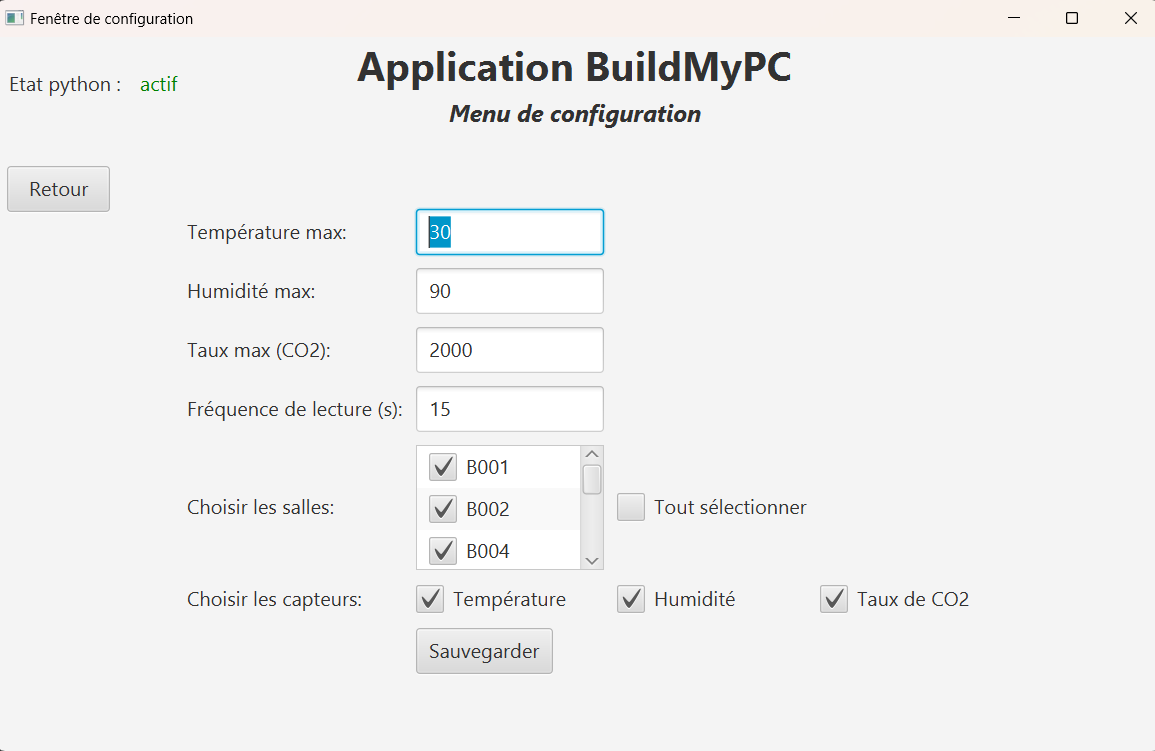 Fenêtre de configuration
Application BuildMyPC
Etat python : actif
Menu de configuration
Retour
Température max: 30
Humidité max: 90
Taux max (CO2): 2000
Fréquence de lecture (s): 15
B001
Choisir les salles: B002 Tout sélectionner
B004
Choisir les capteurs: Température Humidité Taux de CO2
Sauvegarder